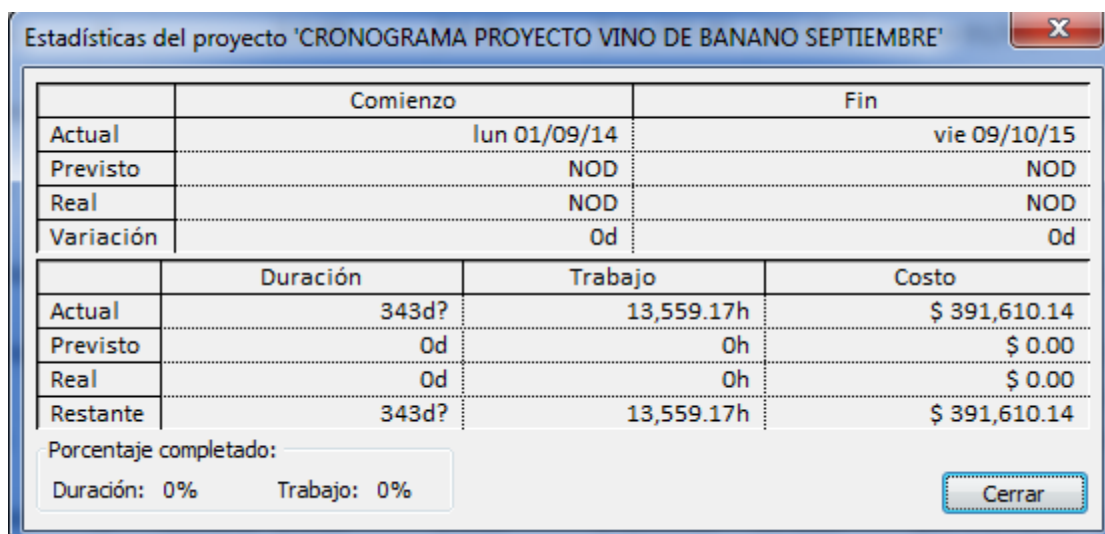 Estadísticas del proyecto 'CRONOGRAMA PROYECTO VINO DE BANANO SEPTIEMBRE'
Comienzo Fin
Actual lun 01/09/14 vie 09/10/15
Previsto NOD NOD
Real NOD NOD
Variación 0d 0d
Duración Trabajo Costo
Actual 343d? 13,559.17h $ 391,610.14
Previsto 0d 0h $ 0.00
Real 0d 0h $ 0.00
Restante 343d? 13,559.17h $ 391,610.14
Porcentaje completado:
Duración: 0% Trabajo: 0% Cerrar